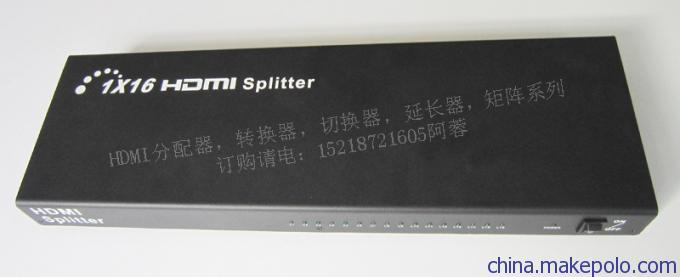 1X16 HDMI Splitter
HDMI分配器，转换器，切换器，延长器，矩阵系列
订购请电：15218721605阿蓉
HDMI
Splitter
ON
OFF
china.makepolo.com